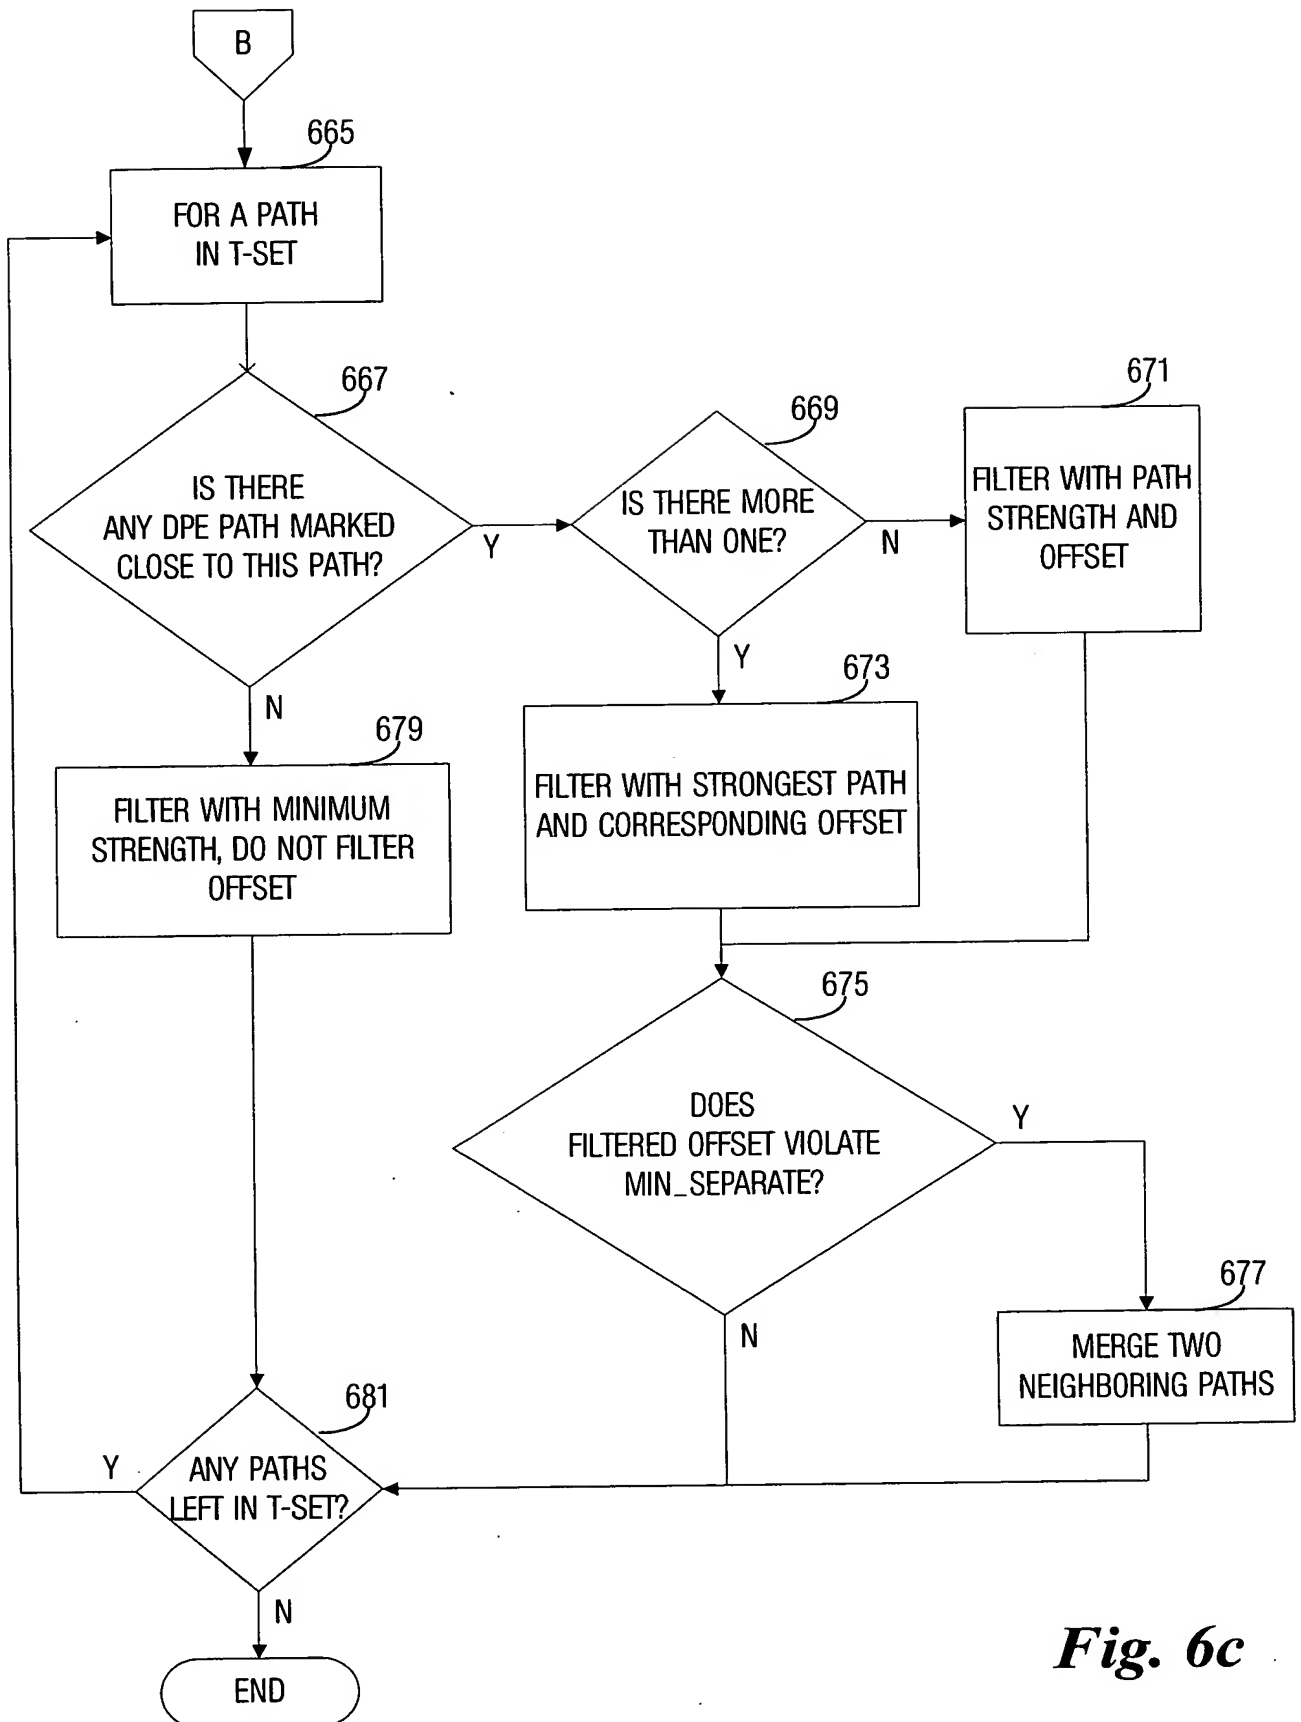 B
665
FOR A PATH
IN T-SET
667
IS THERE
ANY DPE PATH MARKED
CLOSE TO THIS PATH?
Y
N
669
IS THERE MORE
THAN ONE?
N
Y
671
FILTER WITH PATH
STRENGTH AND
OFFSET
673
FILTER WITH STRONGEST PATH
AND CORRESPONDING OFFSET
679
FILTER WITH MINIMUM
STRENGTH, DO NOT FILTER
OFFSET
675
DOES
FILTERED OFFSET VIOLATE
MIN_SEPARATE?
Y
N
677
MERGE TWO
NEIGHBORING PATHS
681
ANY PATHS
LEFT IN T-SET?
Y
N
END
Fig. 6c